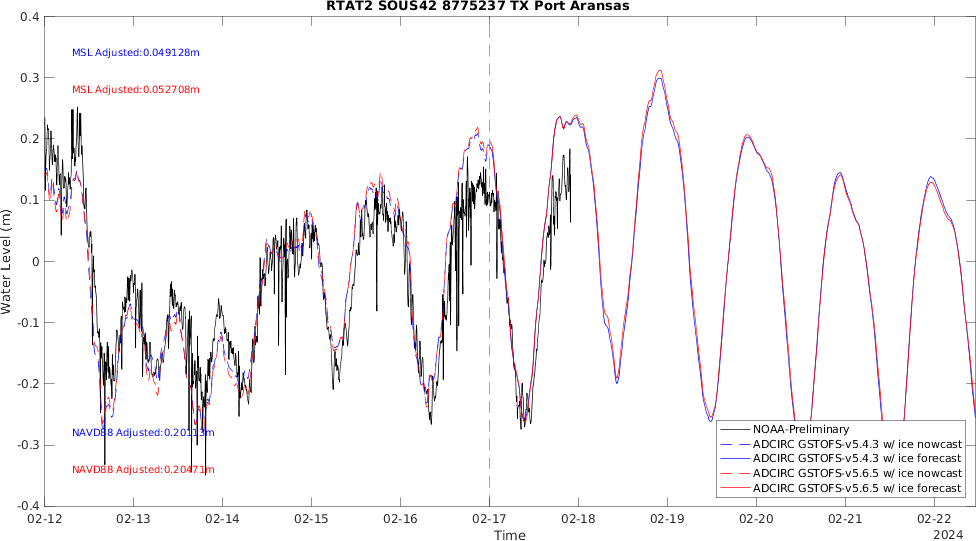 RTAT2 SOUS42 8775237 TX Port Aransas
0.4
MSL Adjusted:0.049128m
0.3
MSL Adjusted:0.052708m
0.2
0.1
0
Water Level (m)
-0.1
-0.2
NAVD88 Adjusted:0.20113m
-0.3
NAVD88 Adjusted:0.20471m
-0.4
NOAA-Preliminary
ADCIRC GSTOFS-v5.4.3 w/ ice nowcast
ADCIRC GSTOFS-v5.4.3 w/ ice forecast
ADCIRC GSTOFS-v5.6.5 w/ ice nowcast
ADCIRC GSTOFS-v5.6.5 w/ ice forecast
02-12 02-13 02-14 02-15 02-16 02-17 02-18 02-19 02-20 02-21 02-22
Time
2024